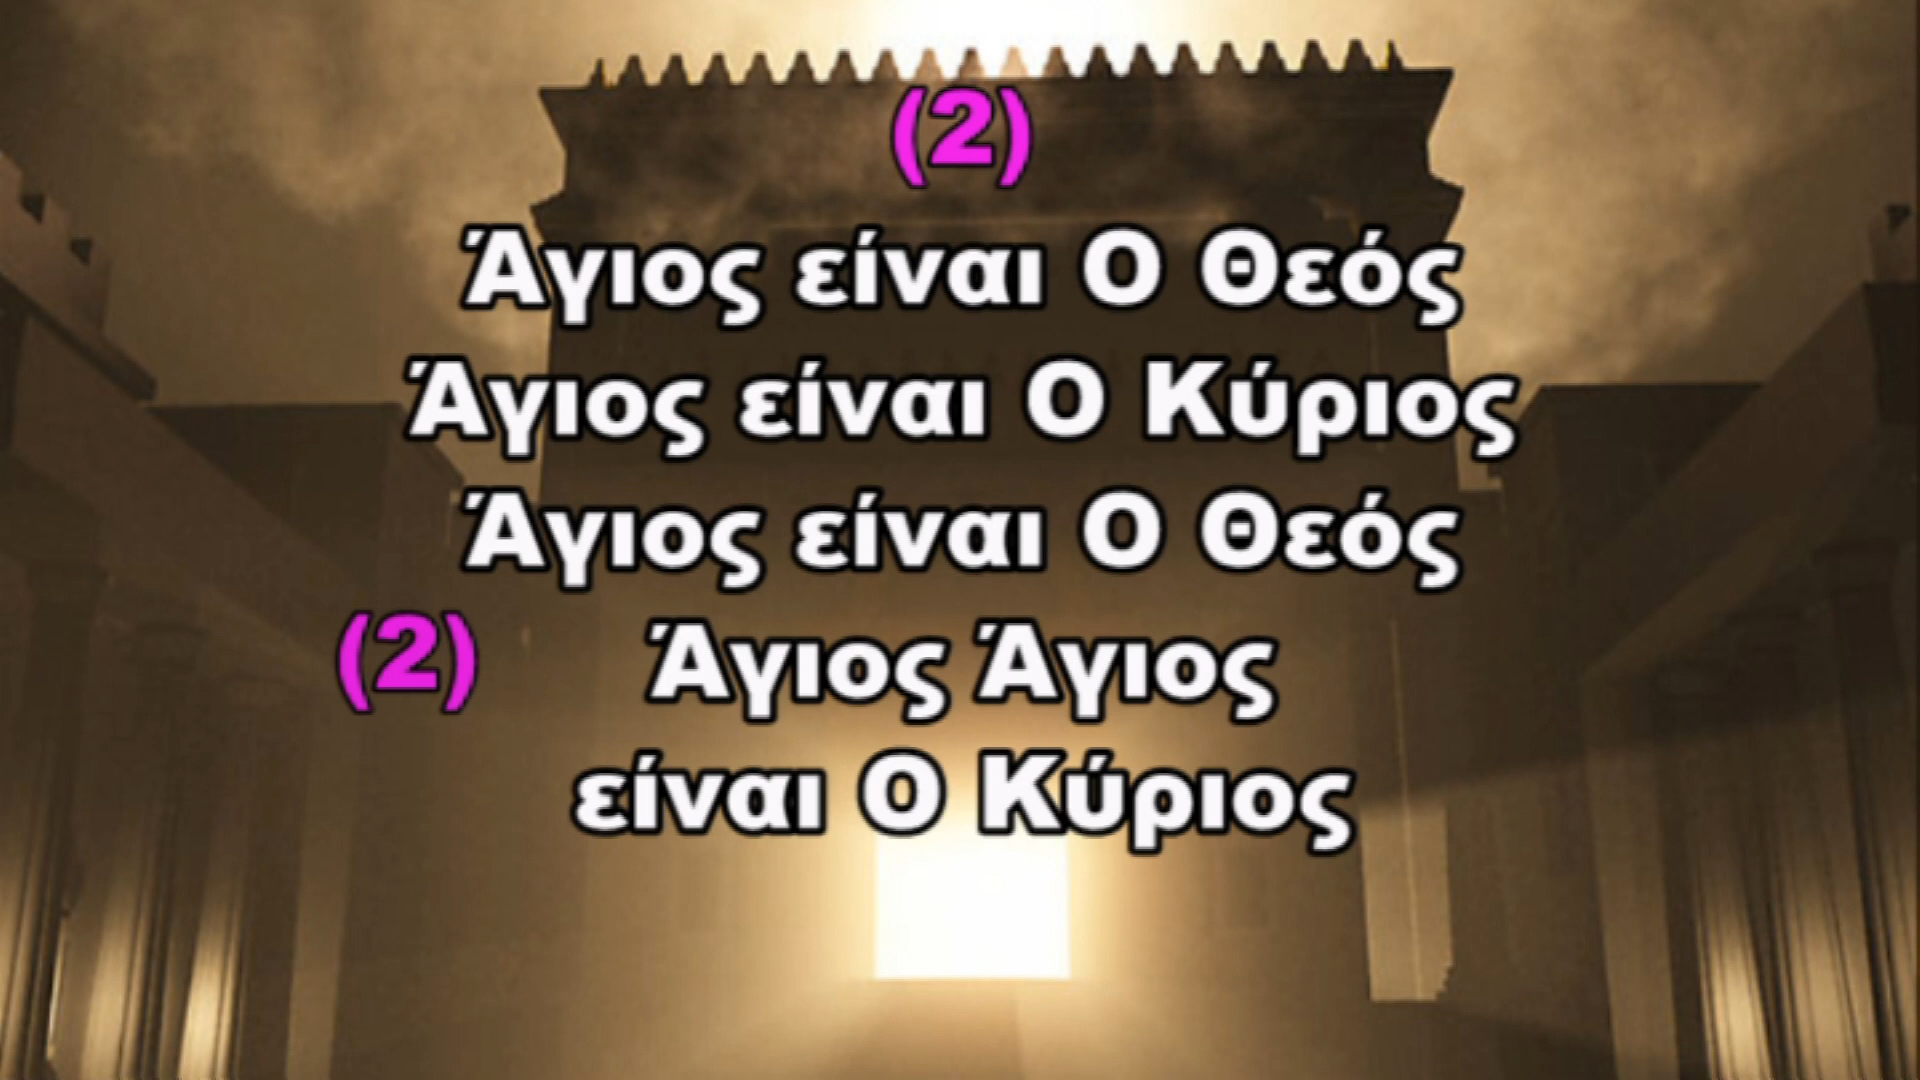 (2)
Άγιος είναι Ο Θεός
Άγιος είναι Ο Κύριος
Άγιος είναι Ο Θεός
(2) Άγιος Άγιος
είναι Ο Κύριος